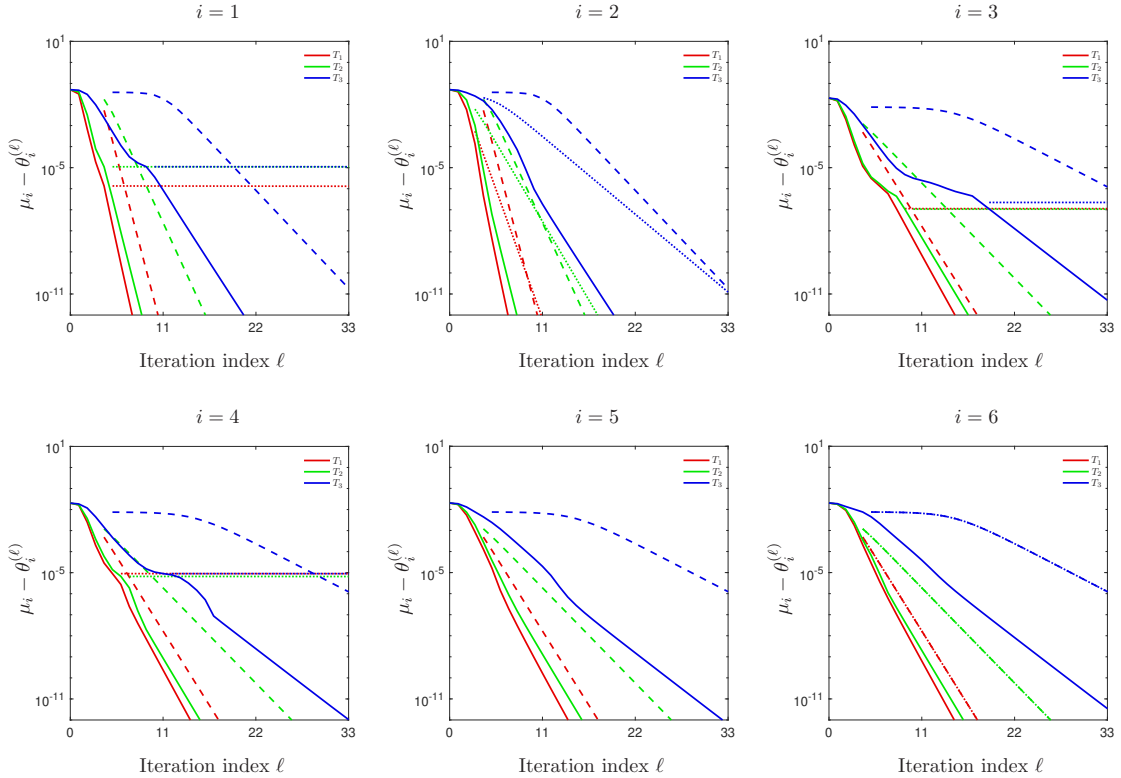 i = 1
10^1
10^-5
10^-11
μ_i − θ_i^(ℓ)
T_1
T_2
T_3
0 11 22 33
Iteration index ℓ
i = 2
10^1
10^-5
10^-11
μ_i − θ_i^(ℓ)
T_1
T_2
T_3
0 11 22 33
Iteration index ℓ
i = 3
10^1
10^-5
10^-11
μ_i − θ_i^(ℓ)
T_1
T_2
T_3
0 11 22 33
Iteration index ℓ
i = 4
10^1
10^-5
10^-11
μ_i − θ_i^(ℓ)
T_1
T_2
T_3
0 11 22 33
Iteration index ℓ
i = 5
10^1
10^-5
10^-11
μ_i − θ_i^(ℓ)
T_1
T_2
T_3
0 11 22 33
Iteration index ℓ
i = 6
10^1
10^-5
10^-11
μ_i − θ_i^(ℓ)
T_1
T_2
T_3
0 11 22 33
Iteration index ℓ